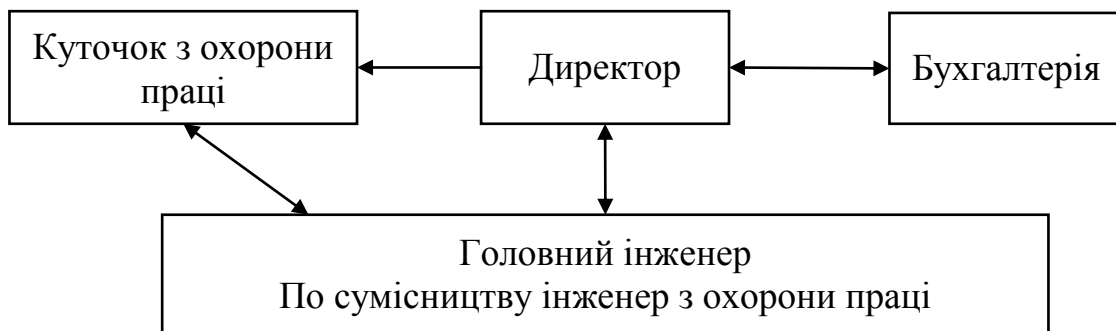 Куточок з охорони
праці
Директор
Бухгалтерія
Головний інженер
По сумісництву інженер з охорони праці